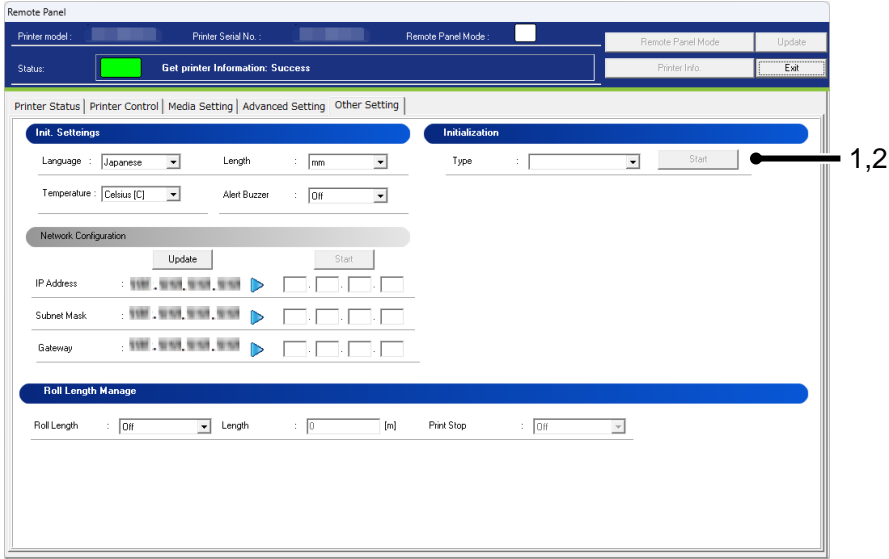 Remote Panel
Printer model : Printer Serial No. : Remote Panel Mode : Remote Panel Mode Update
Status: Get printer Information: Success Printer Info. Exit
Printer Status Printer Control Media Setting Advanced Setting Other Setting
Init. Setteings Initialization
Language : Japanese Length : mm Type : Start 1,2
Temperature : Celsius [C] Alert Buzzer : Off
Network Configuration
Update Start
IP Address : . . . . . .
Subnet Mask : . . . . . .
Gateway : . . . . . .
Roll Length Manage
Roll Length : Off Length : 0 [m] Print Stop : Off